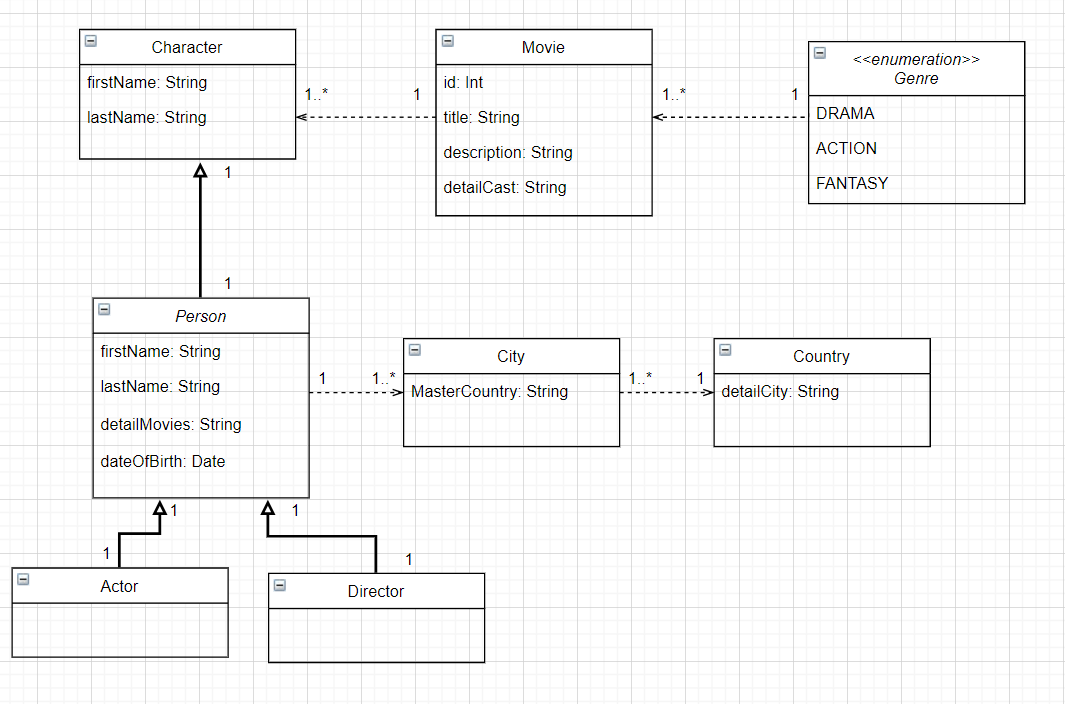 Character
firstName: String
lastName: String
1..*
1
Movie
id: Int
title: String
description: String
detailCast: String
1..*
1
<<enumeration>>
Genre
DRAMA
ACTION
FANTASY
1
1
Person
firstName: String
lastName: String
detailMovies: String
dateOfBirth: Date
1
1..*
City
MasterCountry: String
1..*
1
Country
detailCity: String
1
1
1
1
Actor
Director